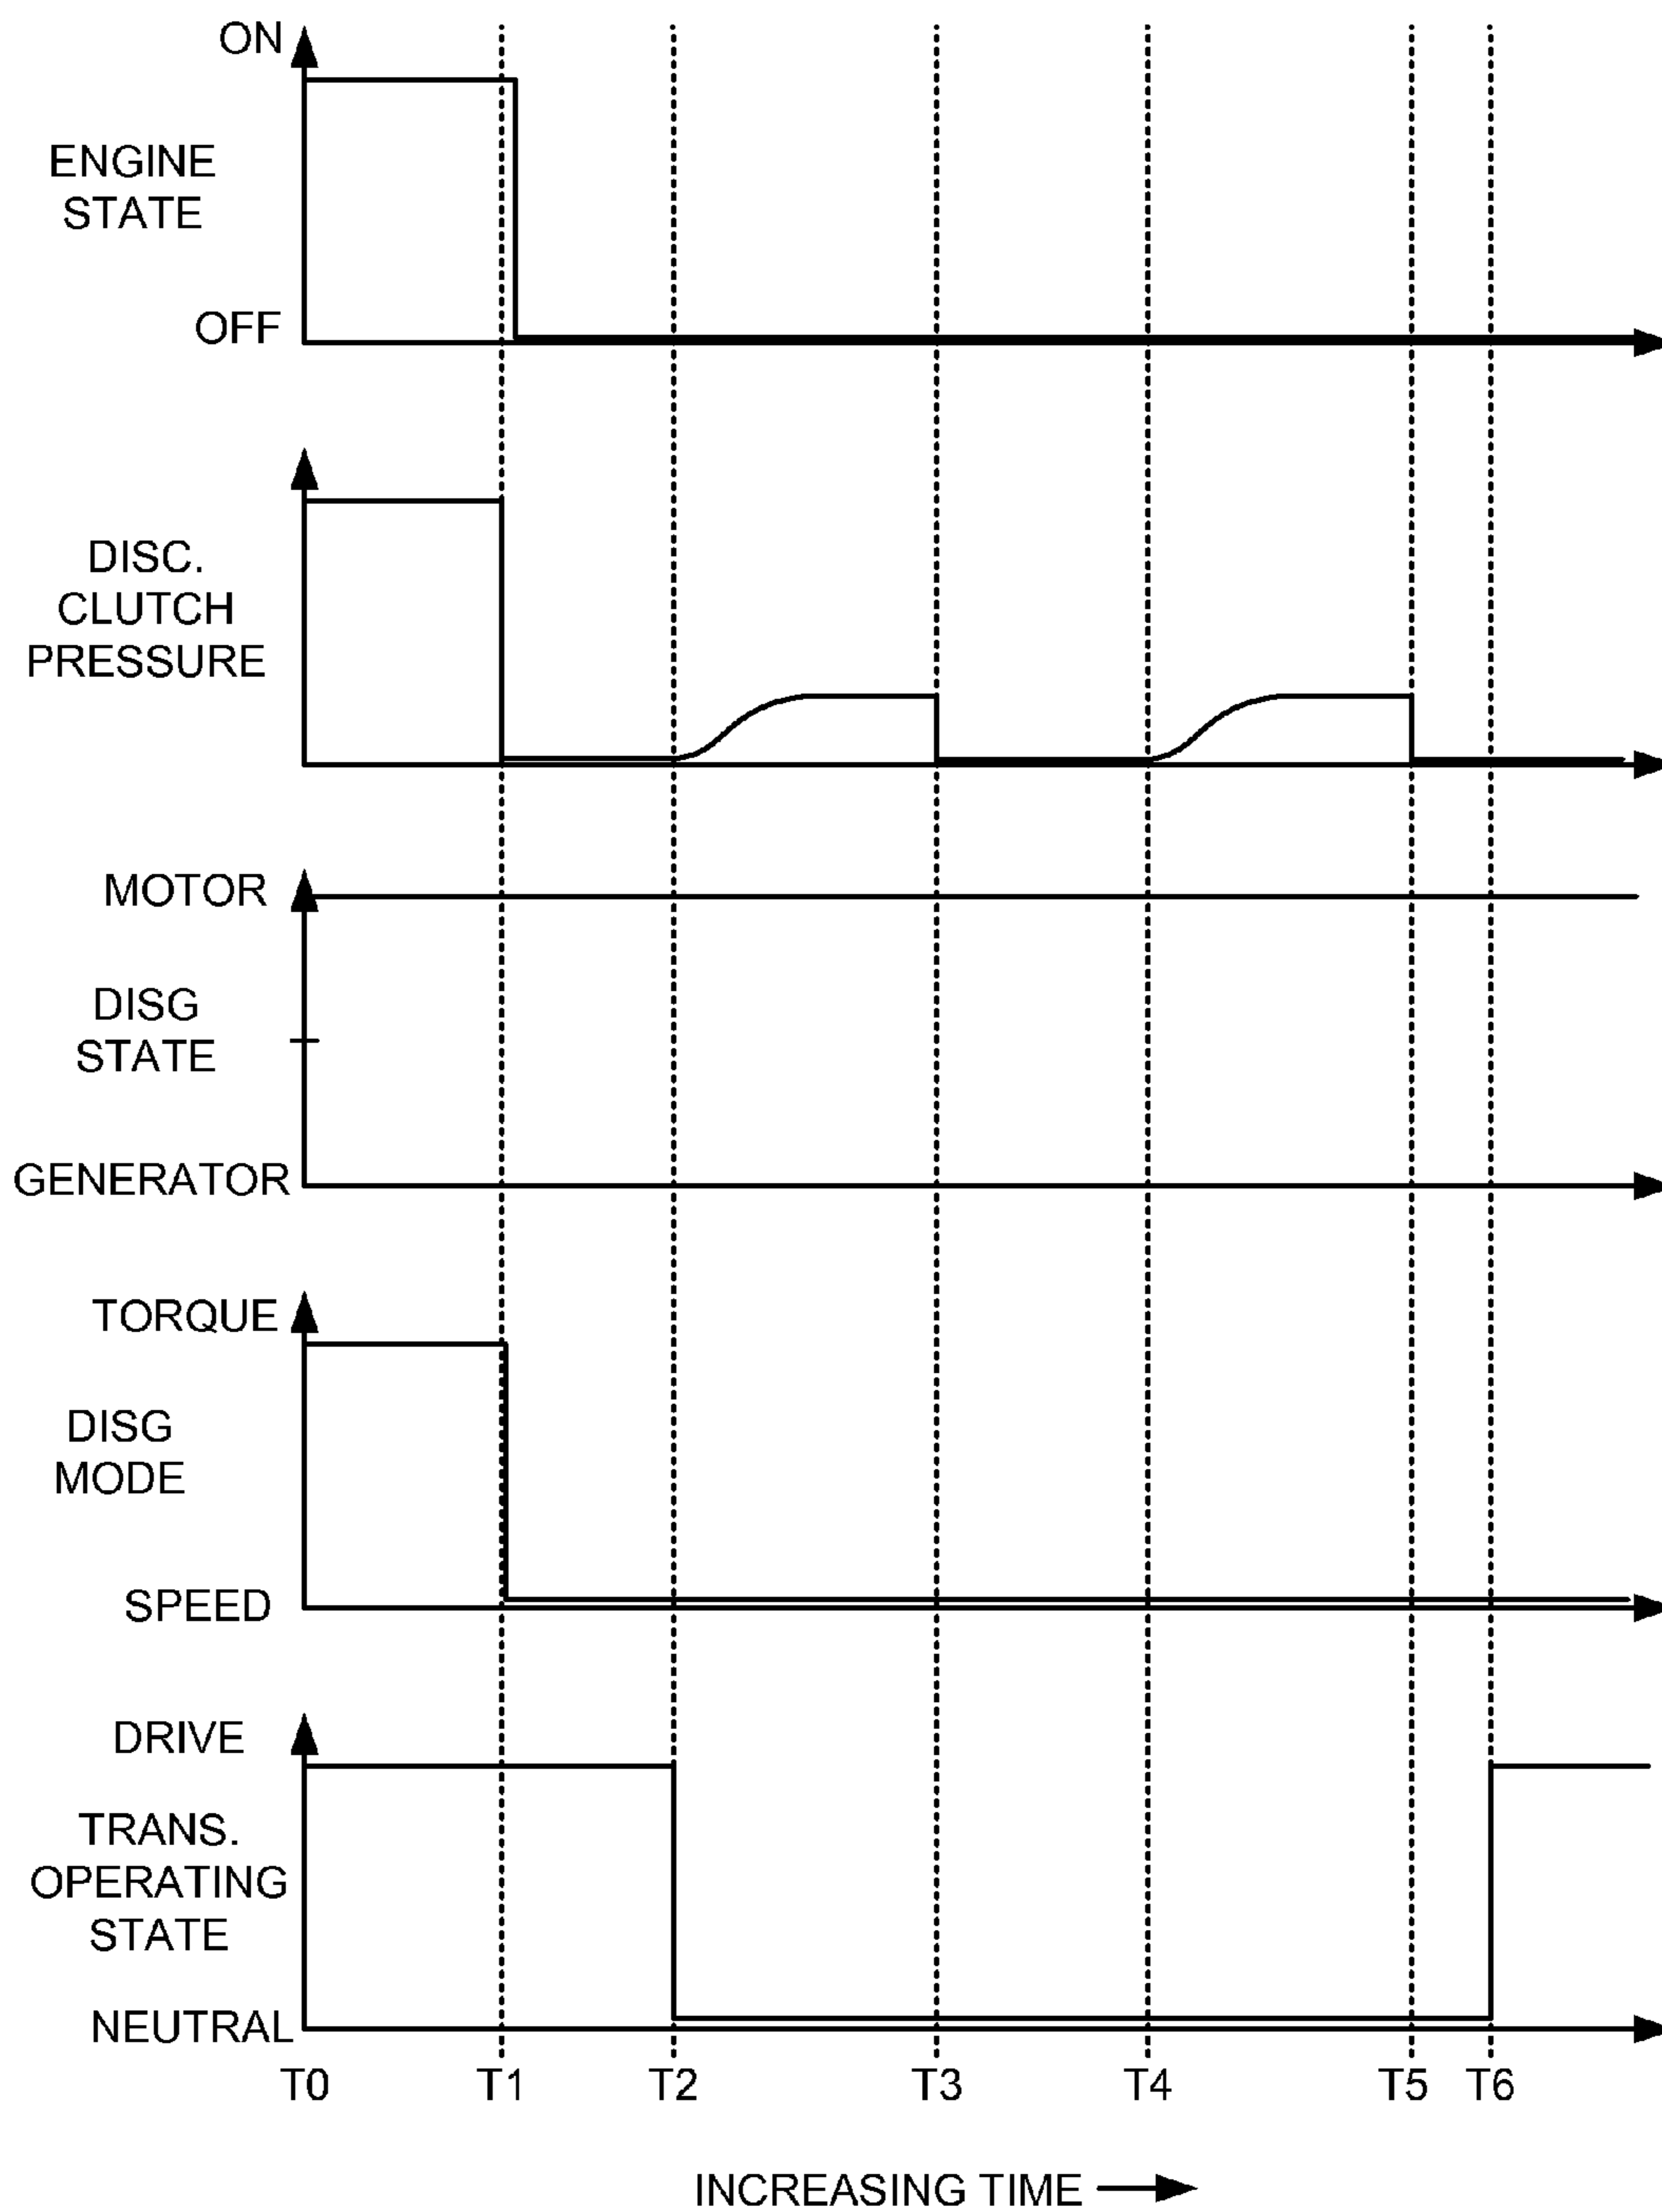 ON
ENGINE
STATE
OFF
DISC.
CLUTCH
PRESSURE
MOTOR
DISG
STATE
GENERATOR
TORQUE
DISG
MODE
SPEED
DRIVE
TRANS.
OPERATING
STATE
NEUTRAL
T0 T1 T2 T3 T4 T5 T6
INCREASING TIME